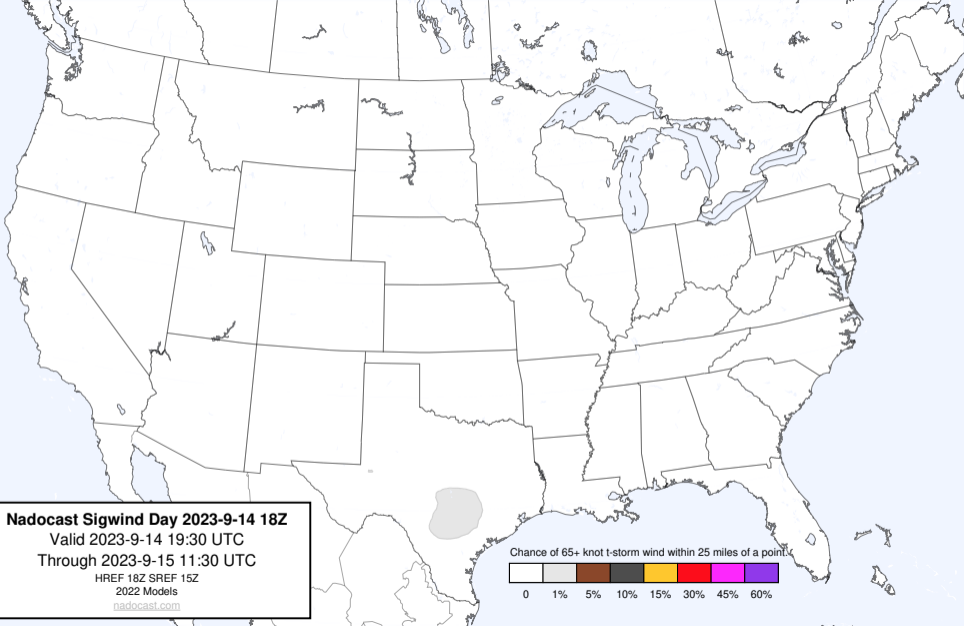 Nadocast Sigwind Day 2023-9-14 18Z
Valid 2023-9-14 19:30 UTC
Through 2023-9-15 11:30 UTC
HREF 18Z SREF 15Z
2022 Models
nadocast.com
Chance of 65+ knot t-storm wind within 25 miles of a point.
0 1% 5% 10% 15% 30% 45% 60%